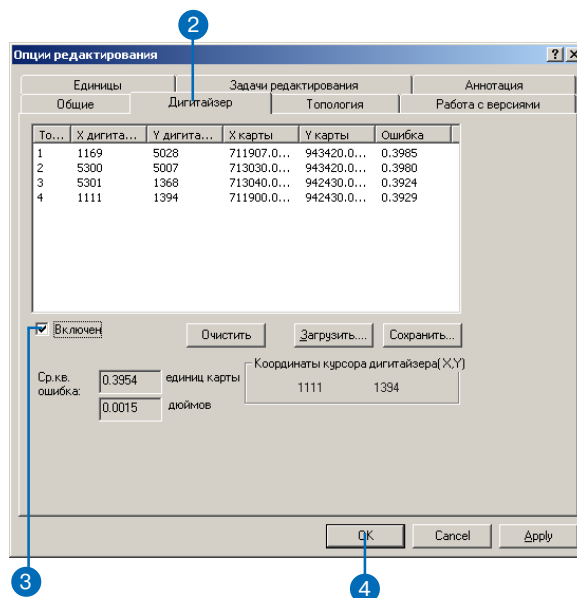 2
Опции редактирования
Единицы Задачи редактирования Аннотация
Общие Дигитайзер Топология Работа с версиями
То... X дигита... Y дигита... X карты Y карты Ошибка
1 1169 5028 711907.0... 943420.0... 0.3985
2 5300 5007 713030.0... 943420.0... 0.3980
3 5301 1368 713040.0... 942430.0... 0.3924
4 1111 1394 711900.0... 942430.0... 0.3929
Включен Очистить Загрузить.... Сохранить...
Координаты курсора дигитайзера(X,Y)
Ср.кв. ошибка: 0.3954 единиц карты 1111 1394
0.0015 дюймов
OK Cancel Apply
3 4